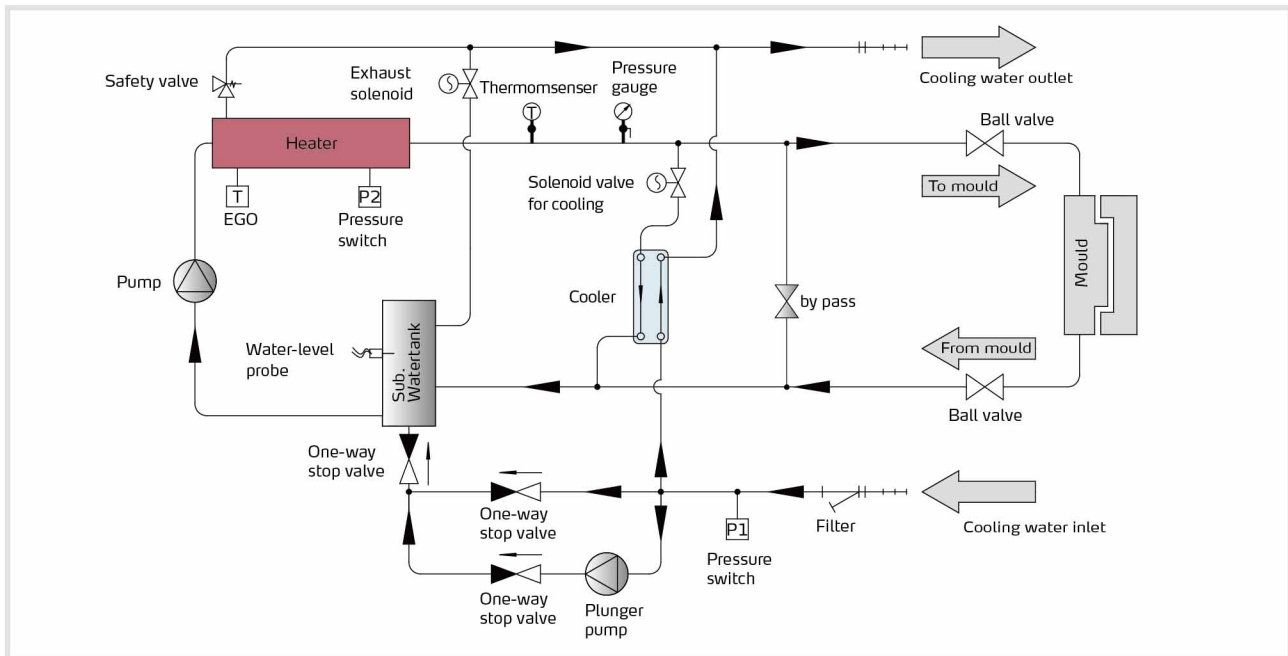 Safety valve
Exhaust
solenoid
Thermomsenser
Pressure
gauge
Cooling water outlet
T
Heater
Ball valve
T
EGO
P2
Pressure
switch
Solenoid valve
for cooling
To mould
Pump
Cooler
by pass
Mould
Water-level
probe
Sub.
Watertank
From mould
Ball valve
One-way
stop valve
One-way
stop valve
P1
Pressure
switch
Filter
Cooling water inlet
One-way
stop valve
Plunger
pump